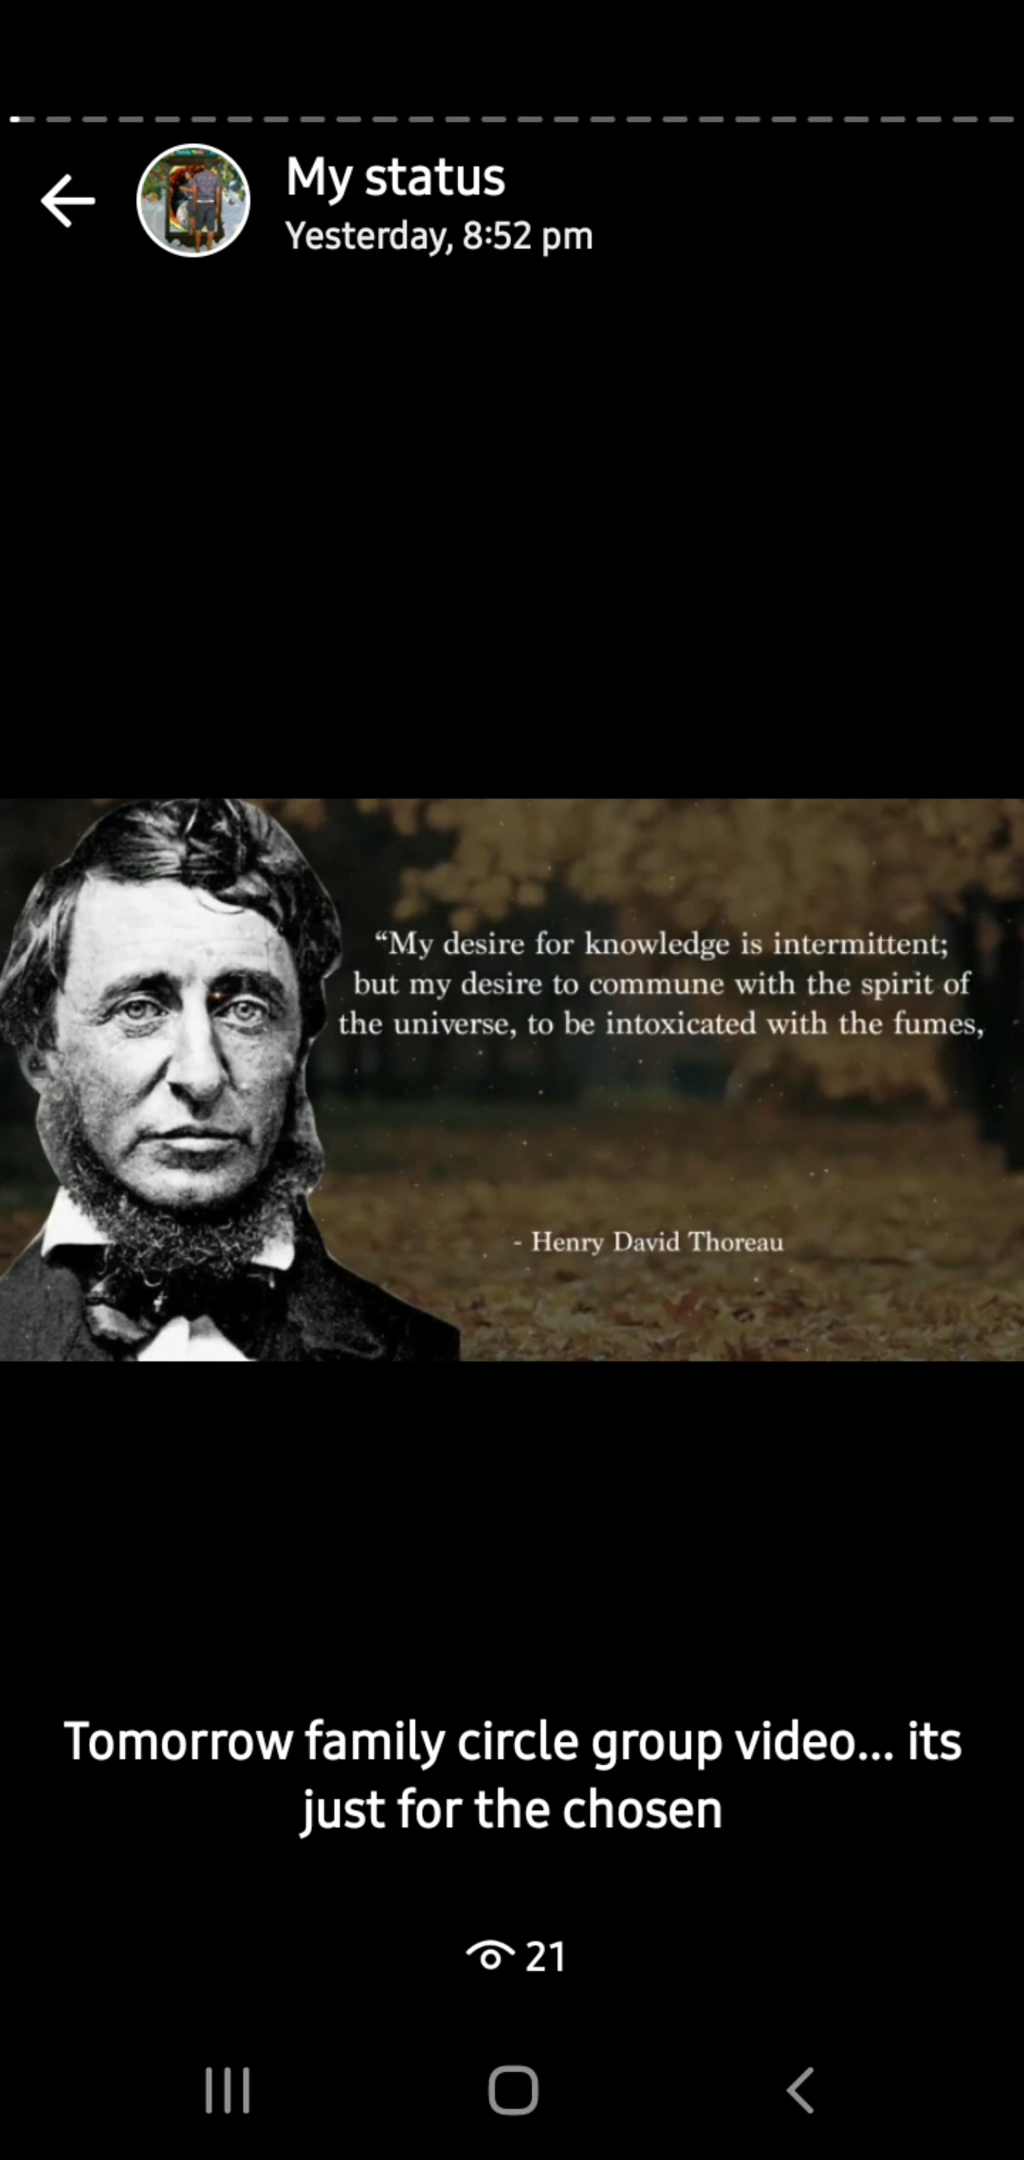 My status
Yesterday, 8:52 pm
“My desire for knowledge is intermittent;
but my desire to commune with the spirit of
the universe, to be intoxicated with the fumes,
- Henry David Thoreau
Tomorrow family circle group video... its
just for the chosen
21